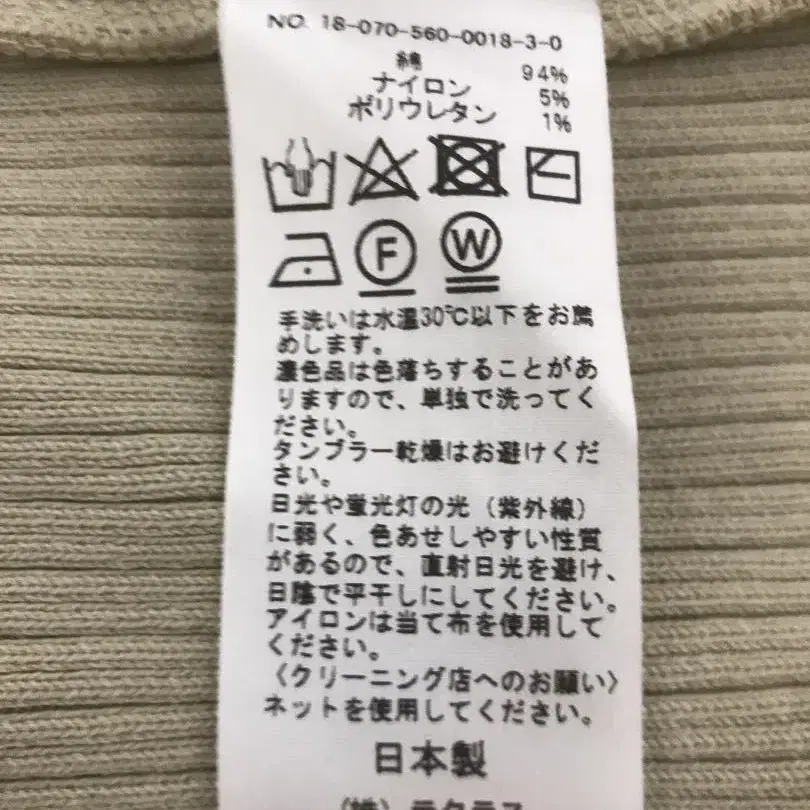 NO. 18-070-560-0018-3-0
綿 94%
ナイロン 5%
ポリウレタン 1%
F W
手洗いは水温30℃以下をお薦
めします。
濃色品は色落ちすることがあ
りますので、単独で洗ってく
ださい。
タンブラー乾燥はお避けくだ
さい。
日光や蛍光灯の光（紫外線）
に弱く、色あせしやすい性質
があるので、直射日光を避け、
日陰で平干しにしてください。
アイロンは当て布を使用して
ください。
〈クリーニング店へのお願い〉
ネットを使用してください。
日本製